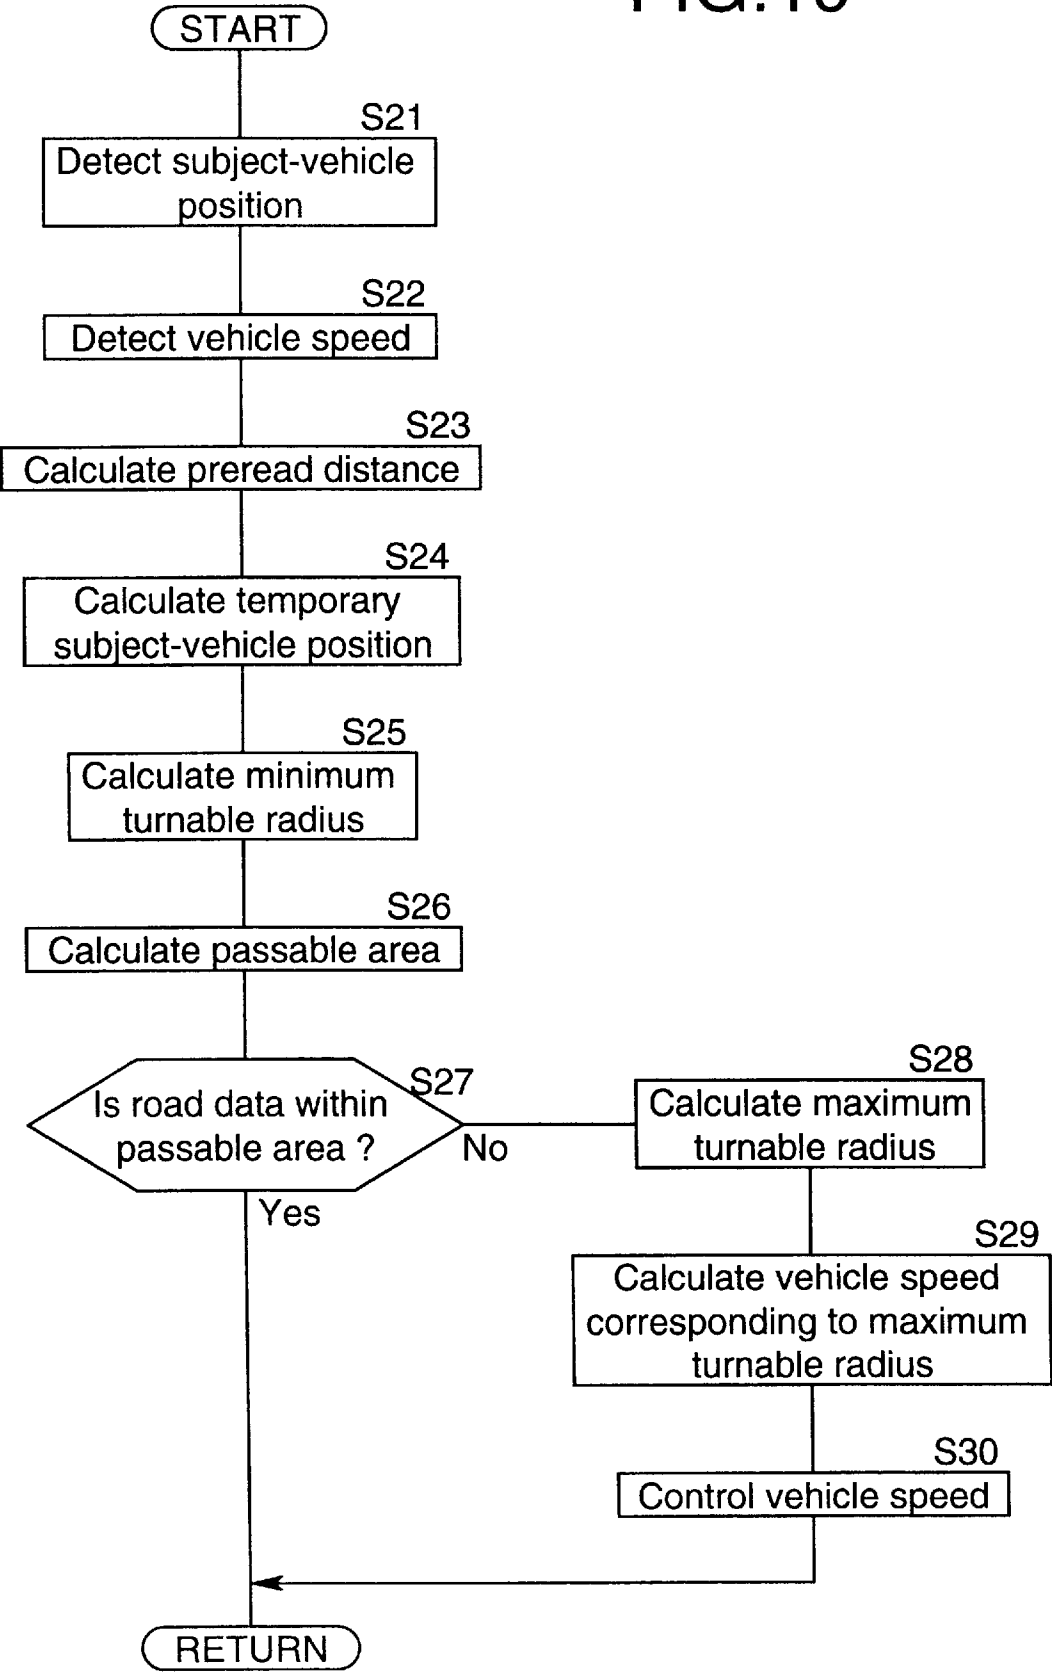 START
S21
Detect subject-vehicle
position
S22
Detect vehicle speed
S23
Calculate preread distance
S24
Calculate temporary
subject-vehicle position
S25
Calculate minimum
turnable radius
S26
Calculate passable area
S27
Is road data within
passable area ?
No
Yes
S28
Calculate maximum
turnable radius
S29
Calculate vehicle speed
corresponding to maximum
turnable radius
S30
Control vehicle speed
RETURN